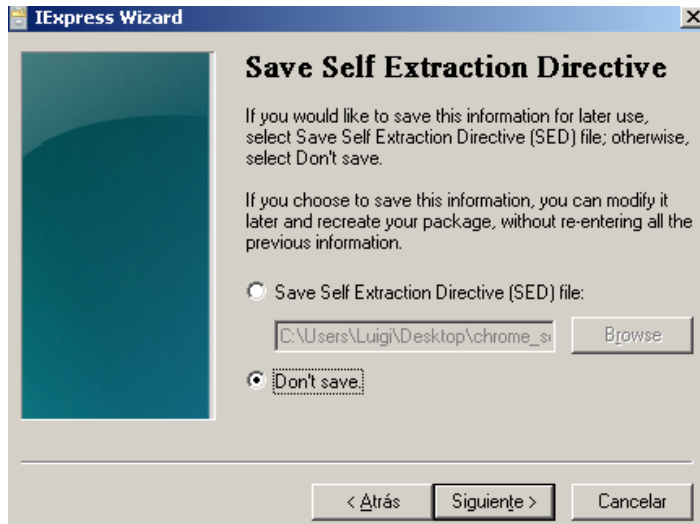 IExpress Wizard
Save Self Extraction Directive
If you would like to save this information for later use,
select Save Self Extraction Directive (SED) file; otherwise,
select Don't save.
If you choose to save this information, you can modify it
later and recreate your package, without re-entering all the
previous information.
Save Self Extraction Directive (SED) file:
C:\Users\Luigi\Desktop\chrome_s
Browse
Don't save.
< Atrás
Siguiente >
Cancelar